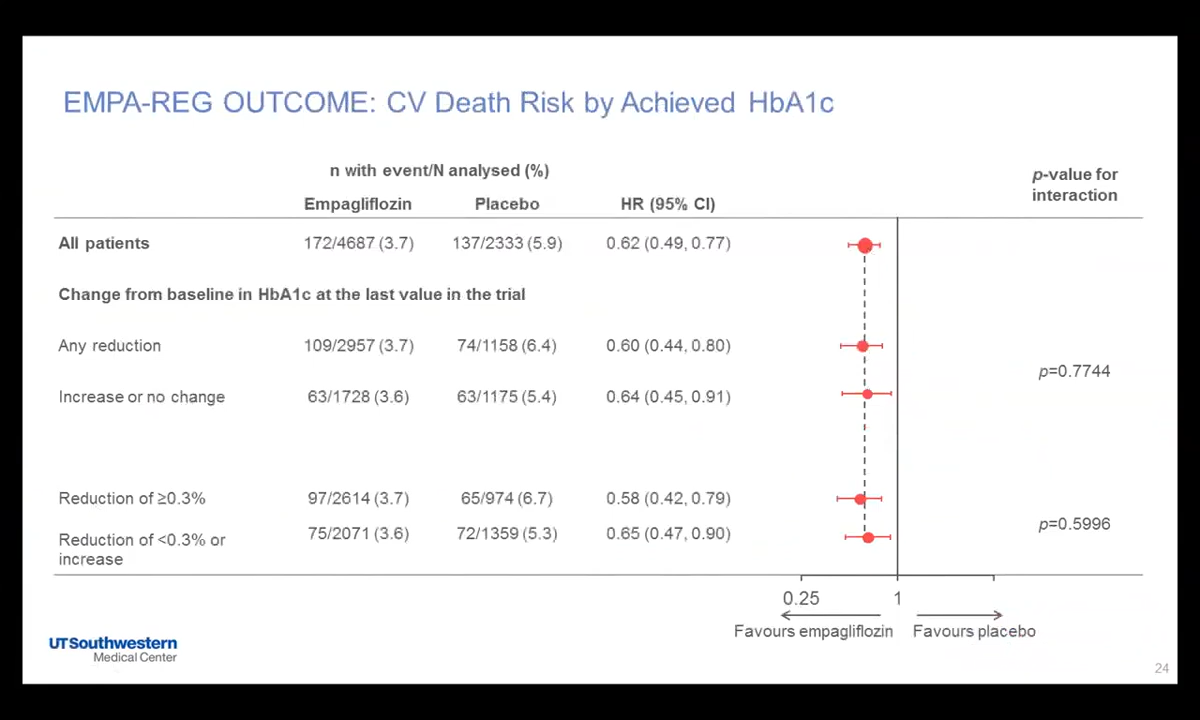 EMPA-REG OUTCOME: CV Death Risk by Achieved HbA1c
n with event/N analysed (%)
p-value for interaction
Empagliflozin Placebo HR (95% CI)
All patients 172/4687 (3.7) 137/2333 (5.9) 0.62 (0.49, 0.77)
Change from baseline in HbA1c at the last value in the trial
Any reduction 109/2957 (3.7) 74/1158 (6.4) 0.60 (0.44, 0.80)
p=0.7744
Increase or no change 63/1728 (3.6) 63/1175 (5.4) 0.64 (0.45, 0.91)
Reduction of ≥0.3% 97/2614 (3.7) 65/974 (6.7) 0.58 (0.42, 0.79)
p=0.5996
Reduction of <0.3% or increase 75/2071 (3.6) 72/1359 (5.3) 0.65 (0.47, 0.90)
0.25 1
Favours empagliflozin Favours placebo
UTSouthwestern
Medical Center
24